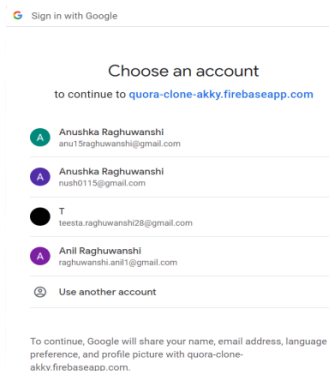 Sign in with Google
Choose an account
to continue to quora-clone-akky.firebaseapp.com
A
Anushka Raghuwanshi
anu15raghuwanshi@gmail.com
A
Anushka Raghuwanshi
nush0115@gmail.com
T
teesta.raghuwanshi28@gmail.com
A
Anil Raghuwanshi
raghuwanshi.anil1@gmail.com
Use another account
To continue, Google will share your name, email address, language
preference, and profile picture with quora-clone-
akky.firebaseapp.com.